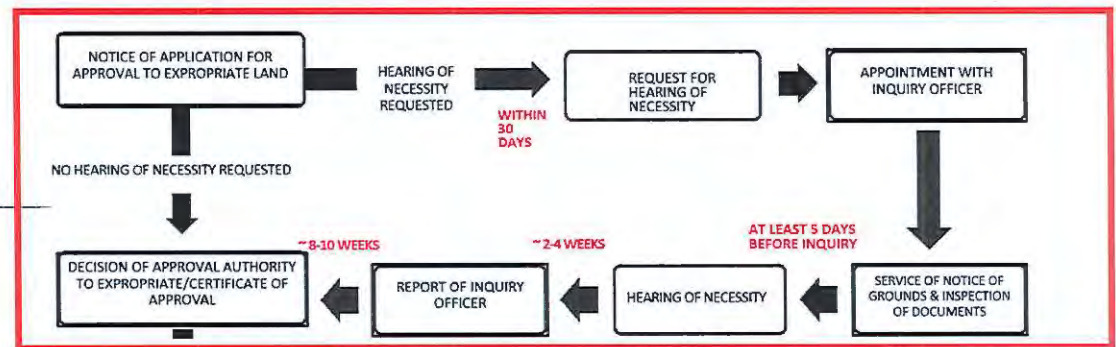 NOTICE OF APPLICATION FOR
APPROVAL TO EXPROPRIATE LAND
HEARING OF
NECESSITY
REQUESTED
WITHIN
30
DAYS
REQUEST FOR
HEARING OF
NECESSITY
APPOINTMENT WITH
INQUIRY OFFICER
NO HEARING OF NECESSITY REQUESTED
AT LEAST 5 DAYS
BEFORE INQUIRY
SERVICE OF NOTICE OF
GROUNDS & INSPECTION
OF DOCUMENTS
HEARING OF NECESSITY
~ 2-4 WEEKS
REPORT OF INQUIRY
OFFICER
~ 8-10 WEEKS
DECISION OF APPROVAL AUTHORITY
TO EXPROPRIATE/CERTIFICATE OF
APPROVAL